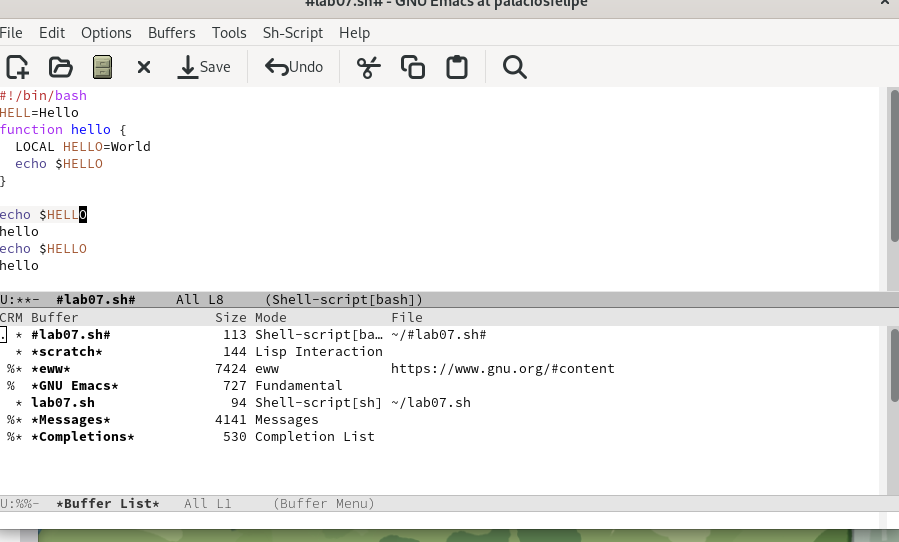 #lab07.sh# - GNU Emacs at palaciosfelipe
File Edit Options Buffers Tools Sh-Script Help
Save Undo
#!/bin/bash
HELL=Hello
function hello {
  LOCAL HELLO=World
  echo $HELLO
}
echo $HELLO
hello
echo $HELLO
hello
U:**-  #lab07.sh#     All L8     (Shell-script[bash])
CRM Buffer                 Size Mode             File
. * #lab07.sh#              113 Shell-script[ba… ~/#lab07.sh#
  * *scratch*               144 Lisp Interaction
 %* *eww*                  7424 eww              https://www.gnu.org/#content
 %  *GNU Emacs*             727 Fundamental
  * lab07.sh                 94 Shell-script[sh] ~/lab07.sh
 %* *Messages*             4141 Messages
 %* *Completions*           530 Completion List
U:%%-  *Buffer List*   All L1     (Buffer Menu)